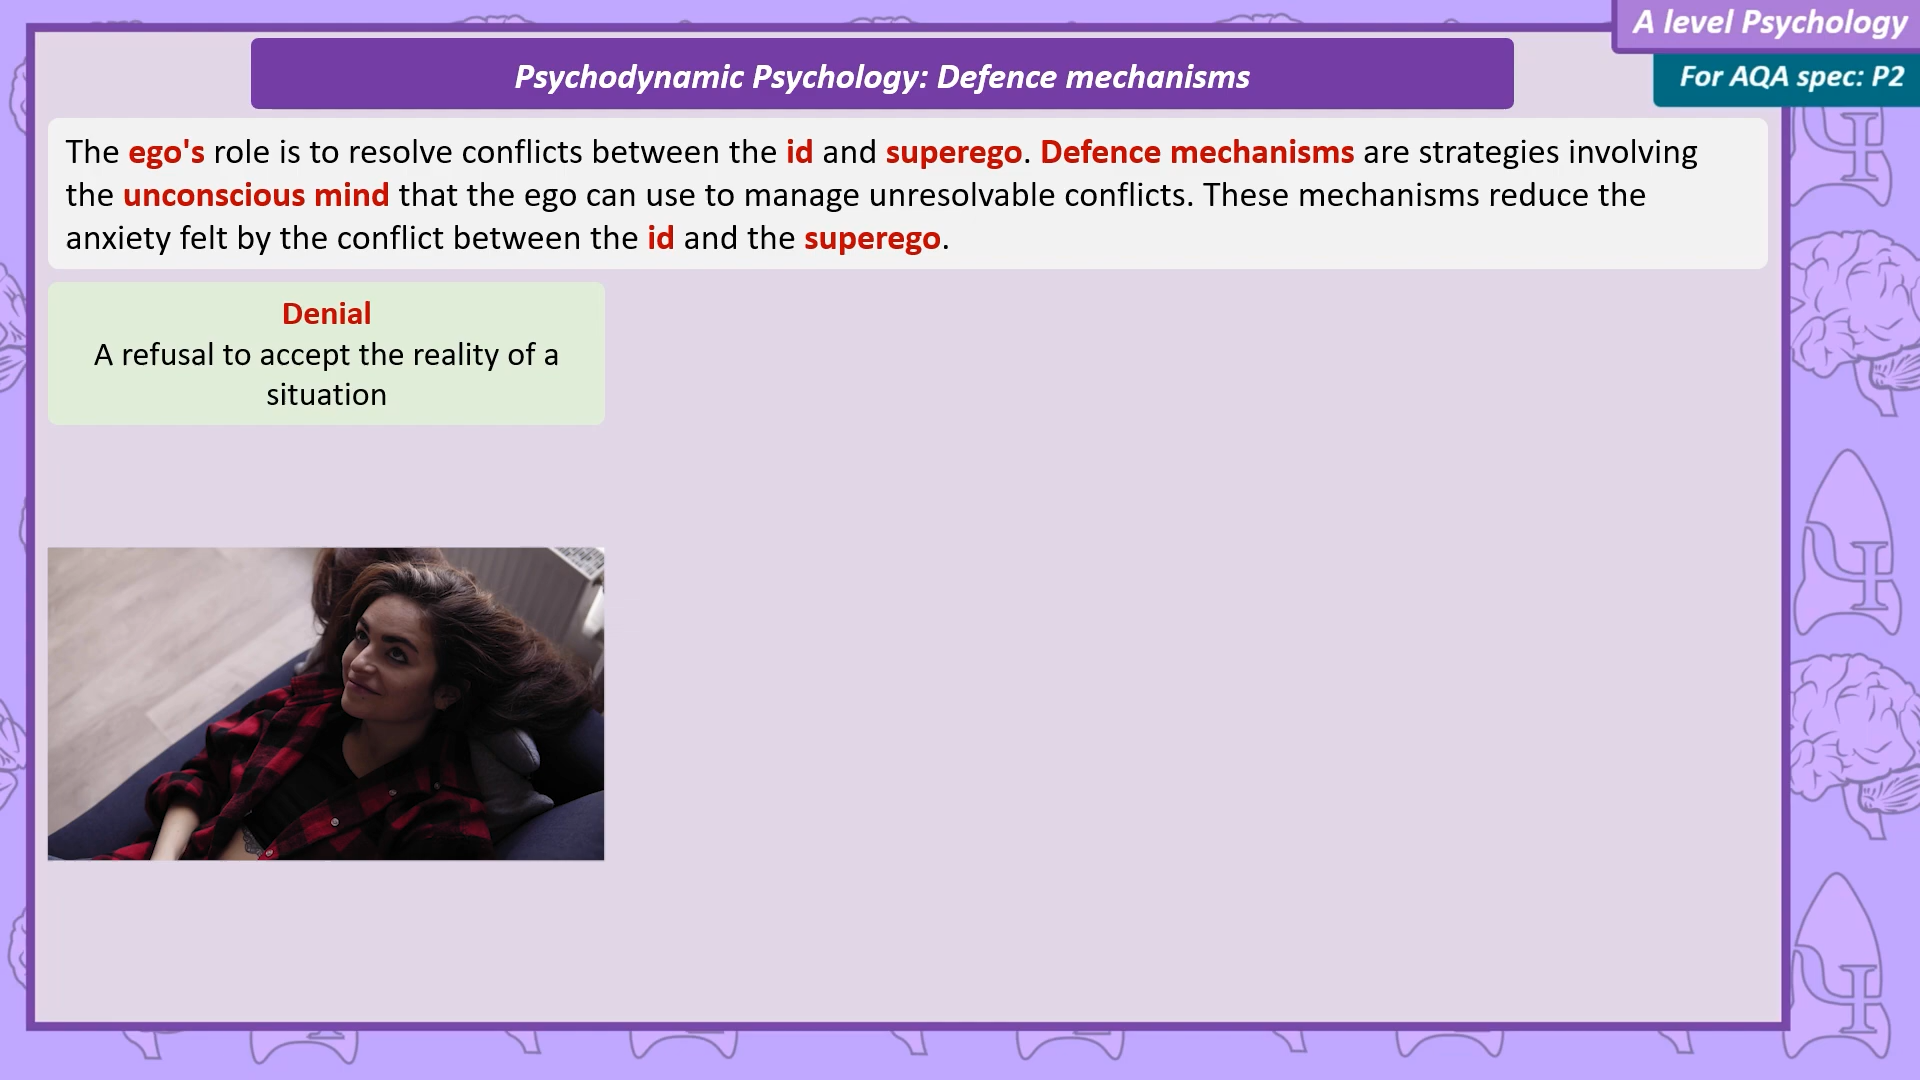 A level Psychology
For AQA spec: P2
Psychodynamic Psychology: Defence mechanisms
The ego's role is to resolve conflicts between the id and superego. Defence mechanisms are strategies involving
the unconscious mind that the ego can use to manage unresolvable conflicts. These mechanisms reduce the
anxiety felt by the conflict between the id and the superego.
Denial
A refusal to accept the reality of a
situation